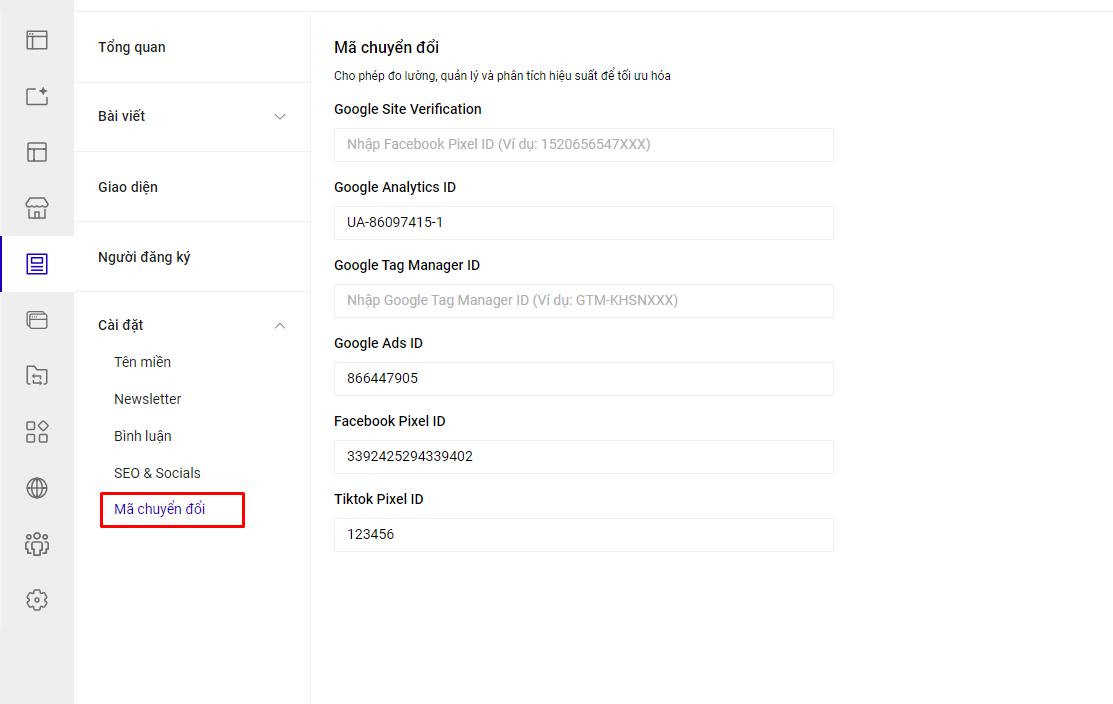 Tổng quan
Bài viết
Giao diện
Người đăng ký
Cài đặt
Tên miền
Newsletter
Bình luận
SEO & Socials
Mã chuyển đổi
Mã chuyển đổi
Cho phép đo lường, quản lý và phân tích hiệu suất để tối ưu hóa
Google Site Verification
Nhập Facebook Pixel ID (Ví dụ: 1520656547XXX)
Google Analytics ID
UA-86097415-1
Google Tag Manager ID
Nhập Google Tag Manager ID (Ví dụ: GTM-KHSNXXX)
Google Ads ID
866447905
Facebook Pixel ID
3392425294339402
Tiktok Pixel ID
123456